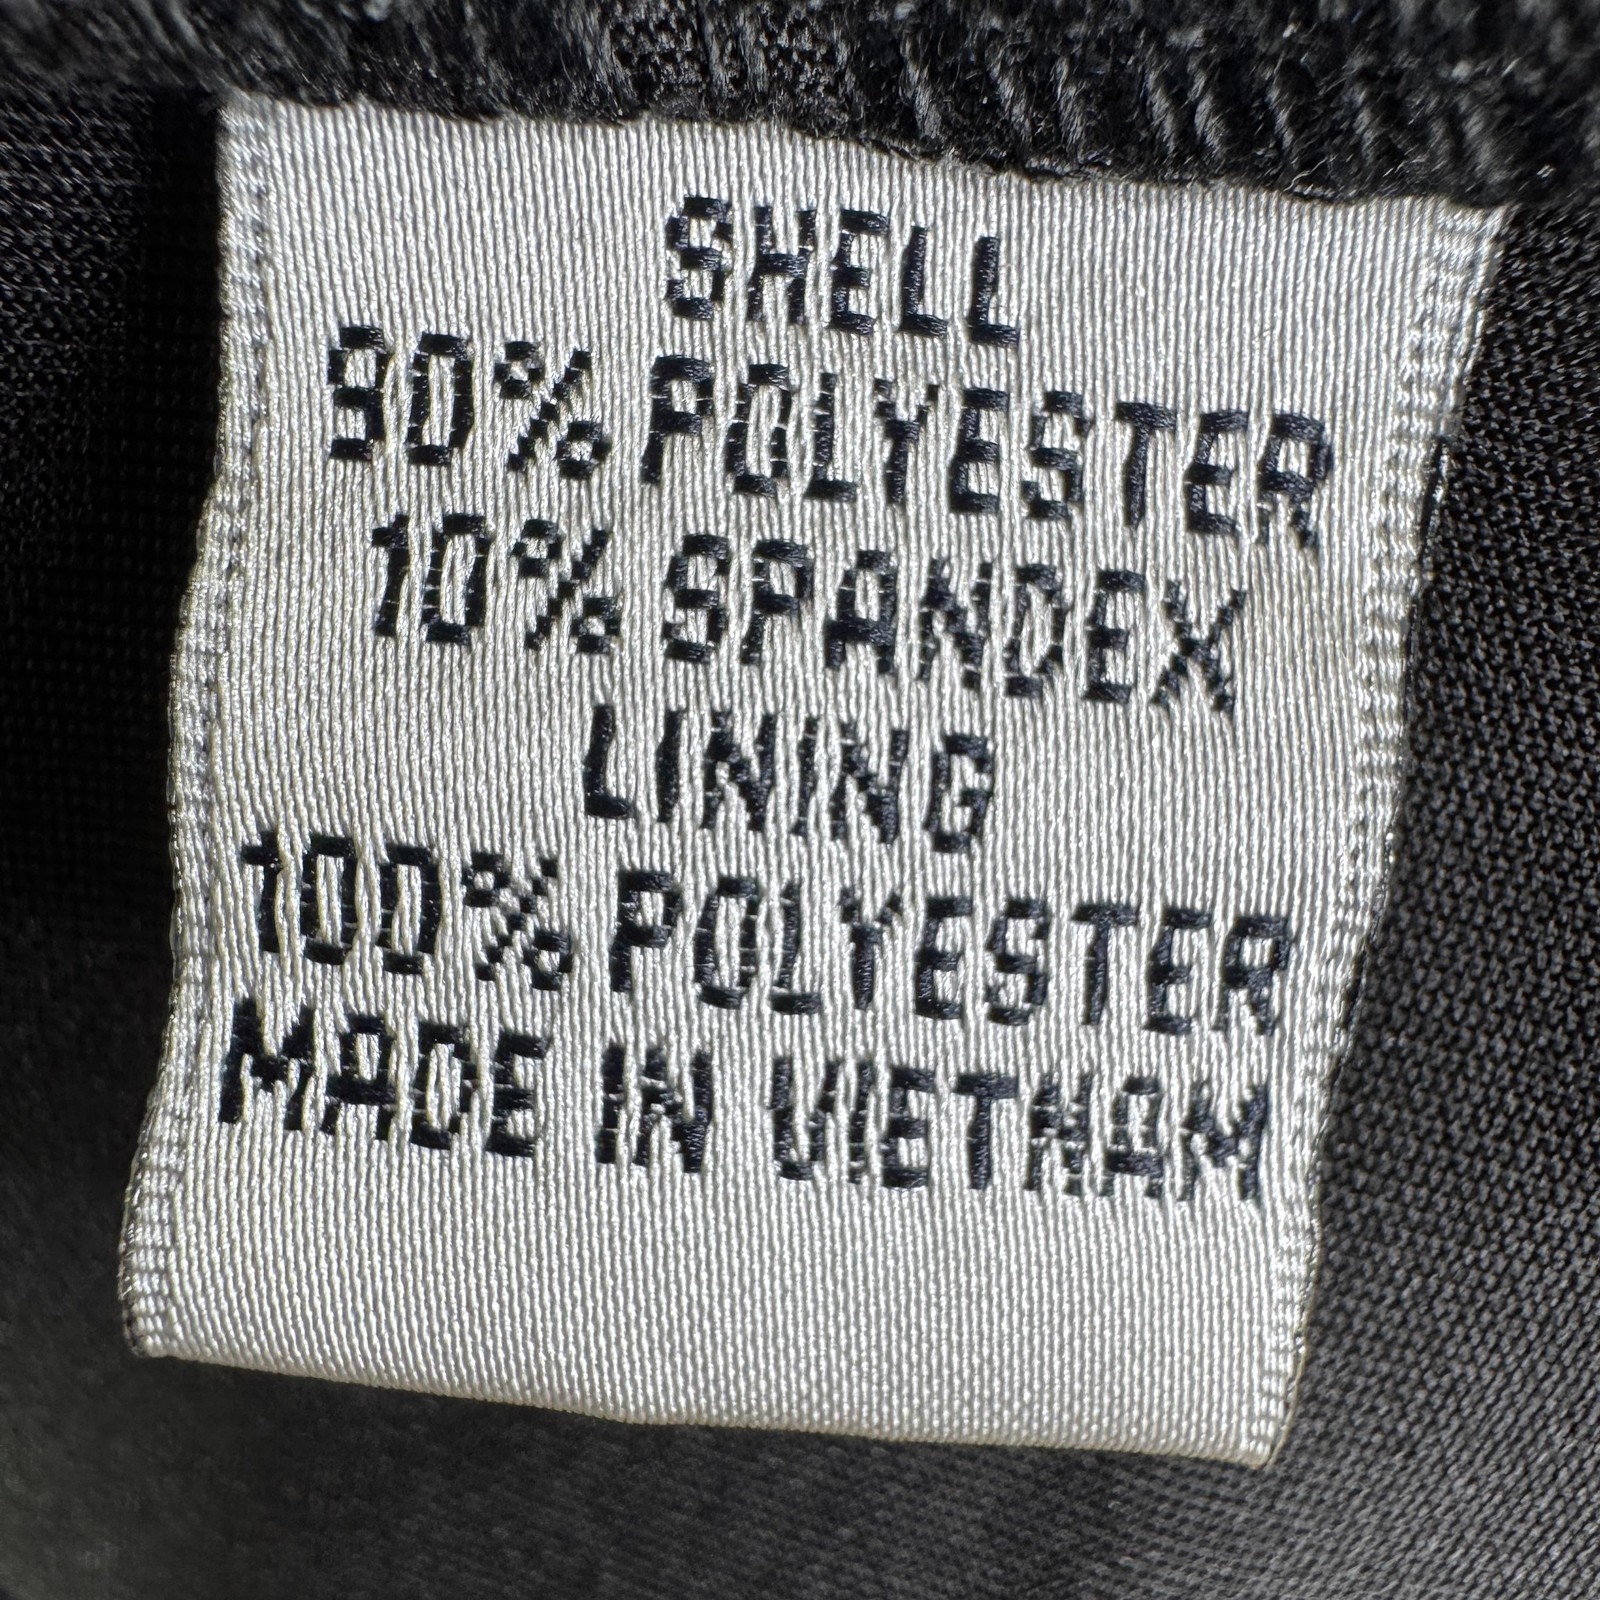 SHELL
90% POLYESTER
10% SPANDEX
LINING
100% POLYESTER
MADE IN VIETNAM